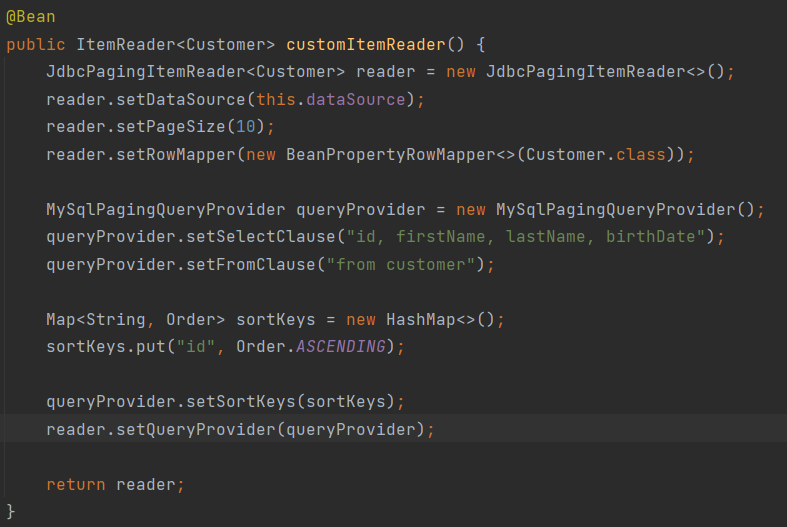 @Bean
public ItemReader<Customer> customItemReader() {
    JdbcPagingItemReader<Customer> reader = new JdbcPagingItemReader<>();
    reader.setDataSource(this.dataSource);
    reader.setPageSize(10);
    reader.setRowMapper(new BeanPropertyRowMapper<>(Customer.class));
    MySqlPagingQueryProvider queryProvider = new MySqlPagingQueryProvider();
    queryProvider.setSelectClause("id, firstName, lastName, birthDate");
    queryProvider.setFromClause("from customer");
    Map<String, Order> sortKeys = new HashMap<>();
    sortKeys.put("id", Order.ASCENDING);
    queryProvider.setSortKeys(sortKeys);
    reader.setQueryProvider(queryProvider);
    return reader;
}